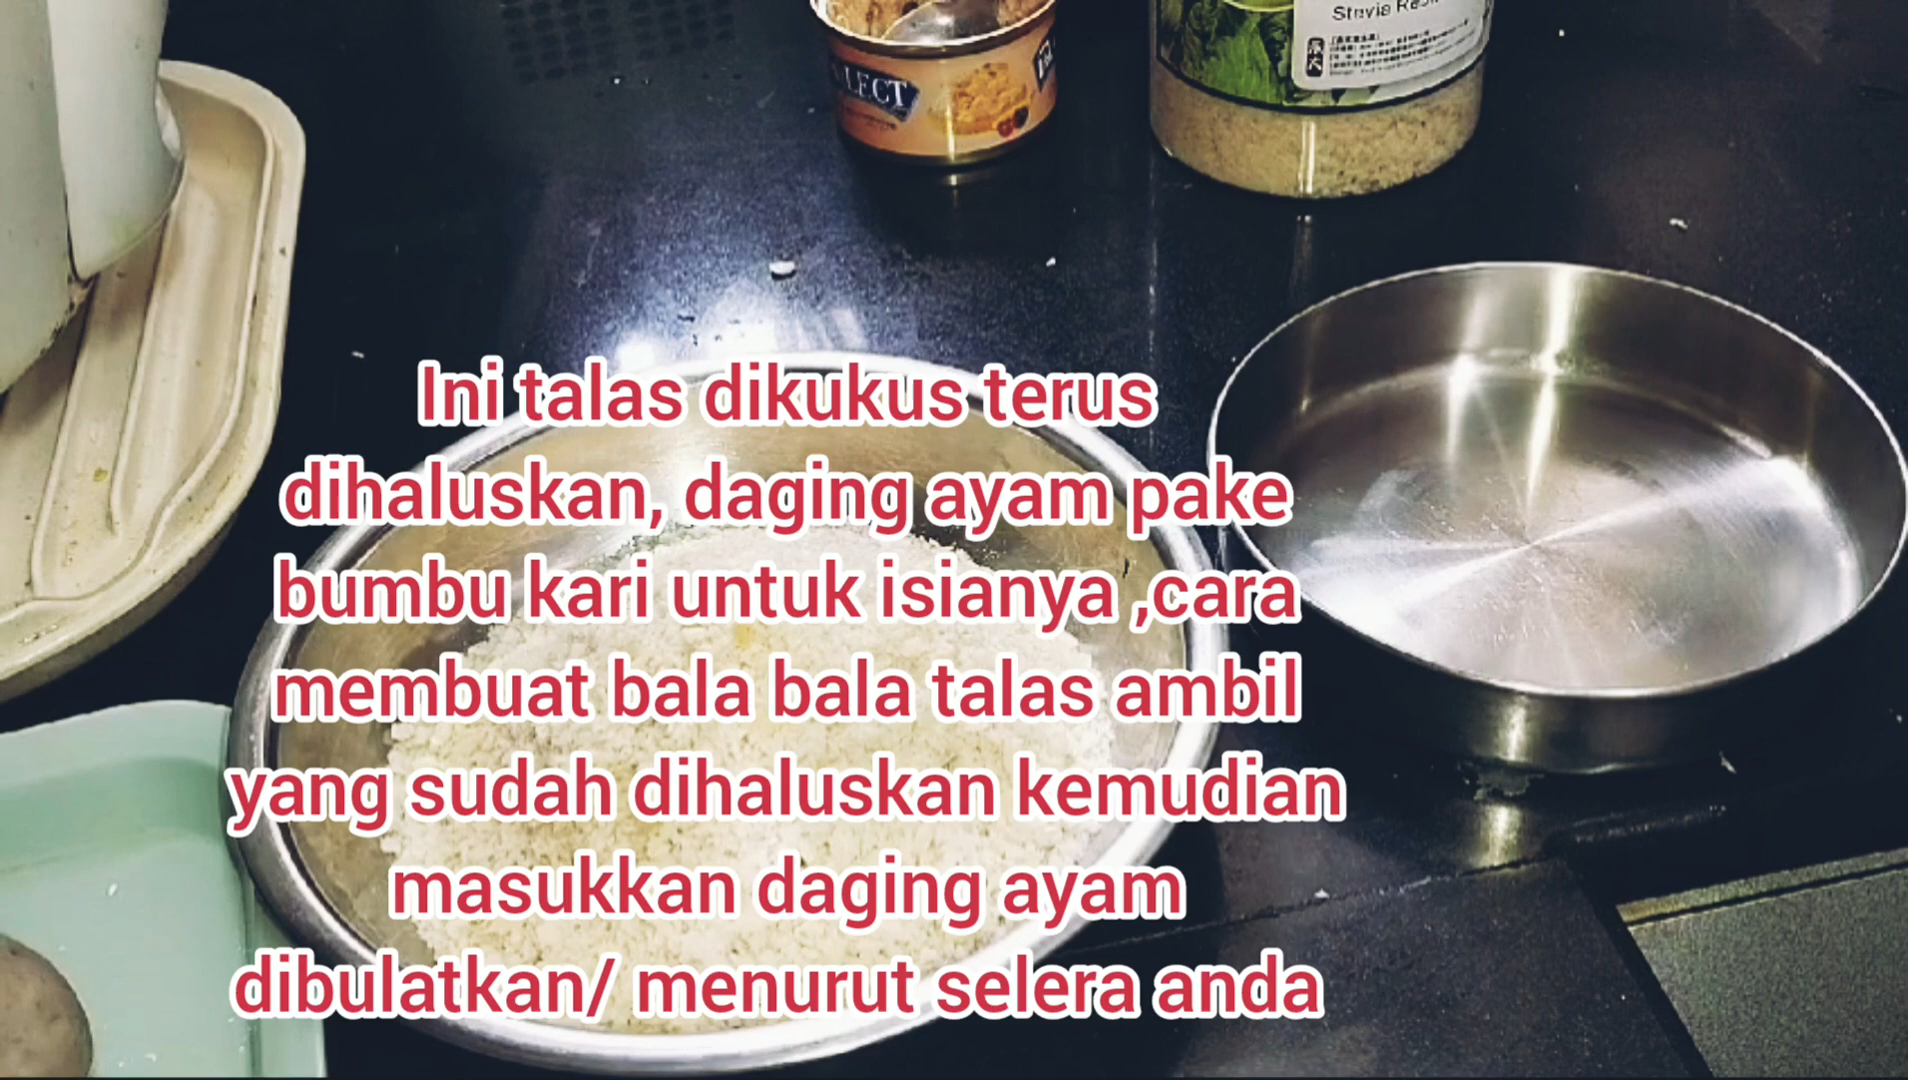 Stevia
LECT
Ini talas dikukus terus
dihaluskan, daging ayam pake
bumbu kari untuk isianya ,cara
membuat bala bala talas ambil
yang sudah dihaluskan kemudian
masukkan daging ayam
dibulatkan/ menurut selera anda